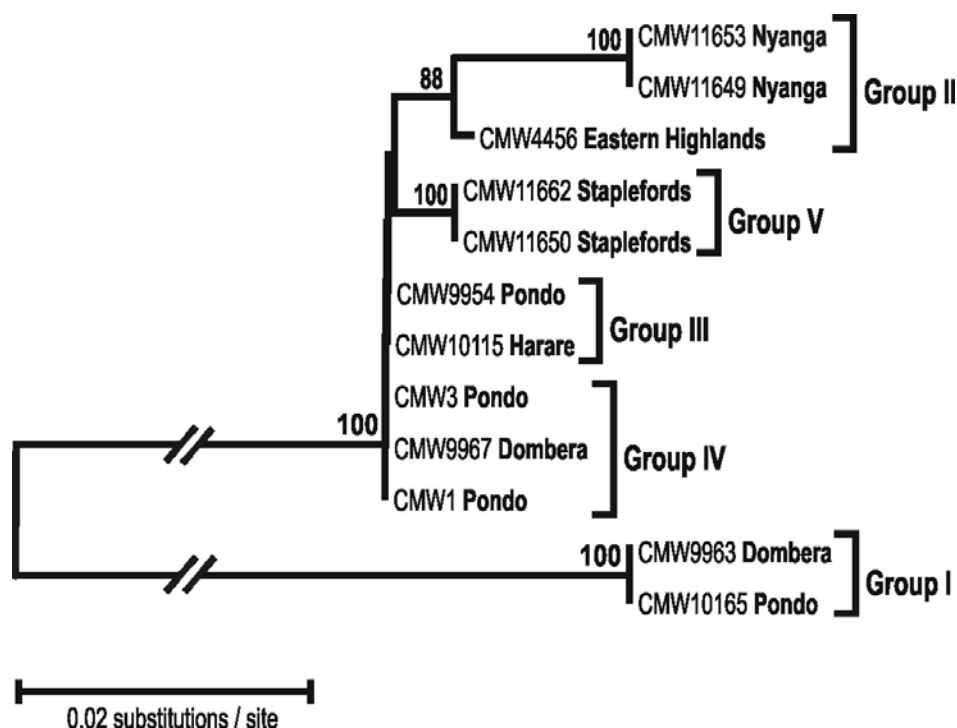 100
CMW11653 Nyanga
CMW11649 Nyanga
Group II
88
CMW4456 Eastern Highlands
100
CMW11662 Staplefords
CMW11650 Staplefords
Group V
CMW9954 Pondo
CMW10115 Harare
Group III
CMW3 Pondo
100
CMW9967 Dombera
CMW1 Pondo
Group IV
100
CMW9963 Dombera
CMW10165 Pondo
Group I
0.02 substitutions / site